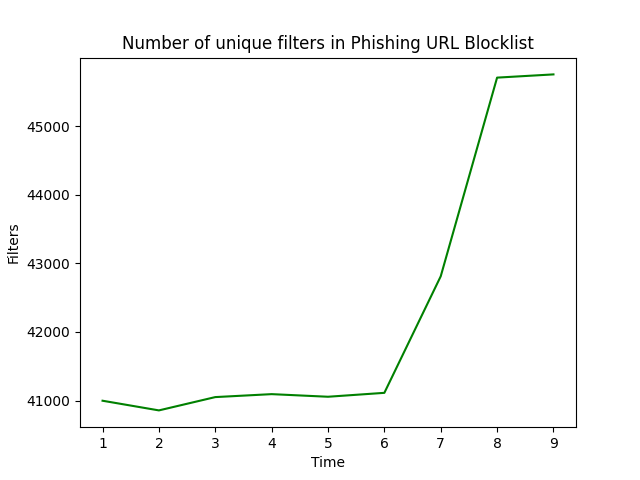 Number of unique filters in Phishing URL Blocklist
45000
44000
43000
42000
41000
Filters
1 2 3 4 5 6 7 8 9
Time